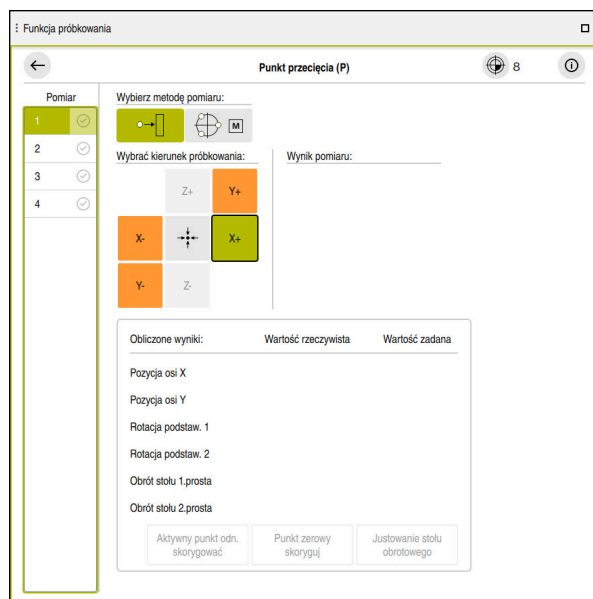 Funkcja próbkowania
Punkt przecięcia (P)
8
Pomiar
1
2
3
4
Wybierz metodę pomiaru:
M
Wybrać kierunek próbkowania:
Wynik pomiaru:
Z+
Y+
X-
X+
Y-
Z-
Obliczone wyniki:
Wartość rzeczywista
Wartość zadana
Pozycja osi X
Pozycja osi Y
Rotacja podstaw. 1
Rotacja podstaw. 2
Obrót stołu 1.prosta
Obrót stołu 2.prosta
Aktywny punkt odn.
skorygować
Punkt zerowy
skoryguj
Justowanie stołu
obrotowego